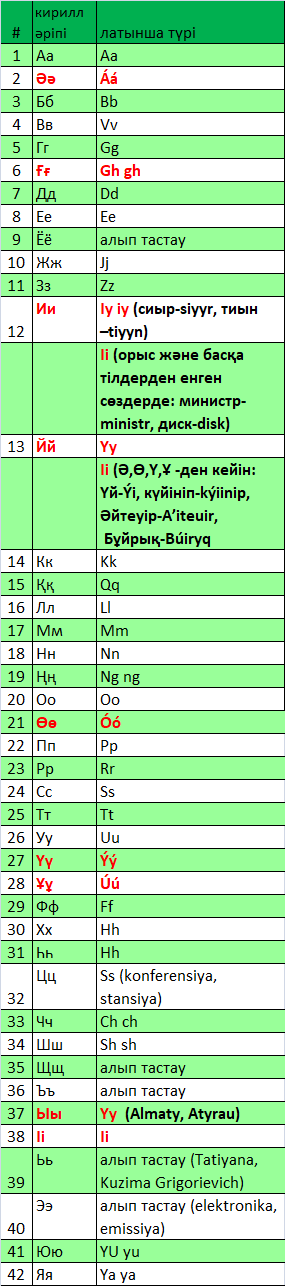 # кирилл әріпі латынша түрі
1 Аа Aa
2 Әә Áá
3 Бб Bb
4 Вв Vv
5 Гг Gg
6 Ғғ Gh gh
7 Дд Dd
8 Ее Ee
9 Ёё алып тастау
10 Жж Jj
11 Зз Zz
12 Ии Iy iy (сиыр-siyyr, тиын
–tiyyn)
Ii (орыс және басқа
тілдерден енген
сөздерде: министр-
ministr, диск-disk)
13 Йй Yy
Ii (Ә,Ө,Ү,Ұ -ден кейін:
Үй-Ýi, күйініп-kýiinip,
Әйтеуір-A’iteuir,
Бұйрық-Búiryq
14 Кк Kk
15 Ққ Qq
16 Лл Ll
17 Мм Mm
18 Нн Nn
19 Ңң Ng ng
20 Оо Oo
21 Өө Óó
22 Пп Pp
23 Рр Rr
24 Сс Ss
25 Тт Tt
26 Уу Uu
27 Үү Ýý
28 Ұұ Úú
29 Фф Ff
30 Хх Hh
31 Һһ Hh
32 Цц Ss (konferensiya,
stansiya)
33 Чч Ch ch
34 Шш Sh sh
35 Щщ алып тастау
36 Ъъ алып тастау
37 Ыы Yy (Almaty, Atyrau)
38 Іі Ii
39 Ьь алып тастау (Tatiyana,
Kuzima Grigorievich)
40 Ээ алып тастау (elektronika,
emissiya)
41 Юю YU yu
42 Яя Ya ya